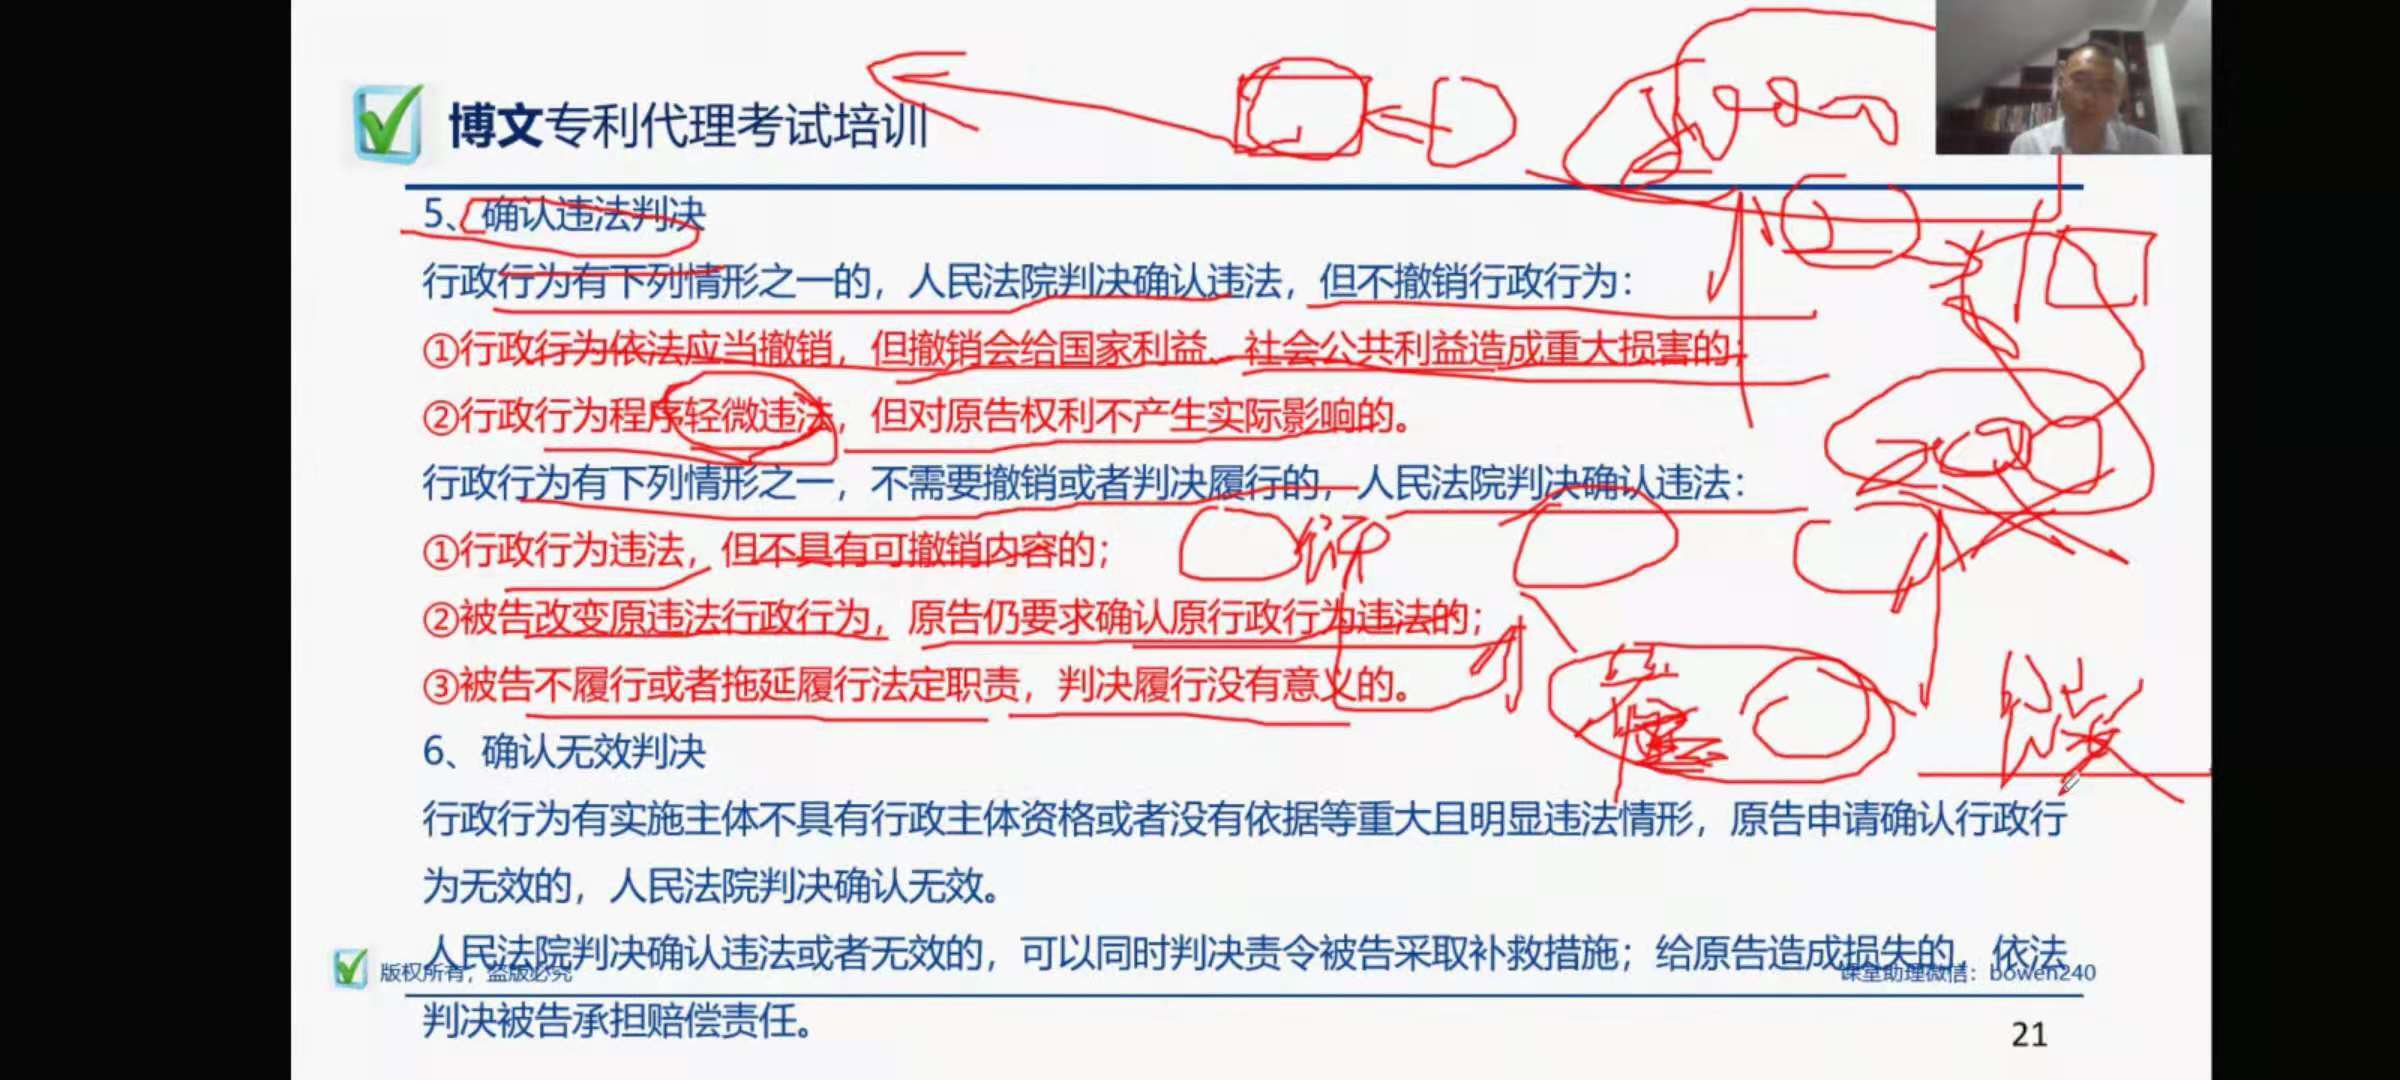 博文专利代理考试培训
5、确认违法判决
行政行为有下列情形之一的，人民法院判决确认违法，但不撤销行政行为：
①行政行为依法应当撤销，但撤销会给国家利益、社会公共利益造成重大损害的；
②行政行为程序轻微违法，但对原告权利不产生实际影响的。
行政行为有下列情形之一，不需要撤销或者判决履行的，人民法院判决确认违法：
①行政行为违法，但不具有可撤销内容的；
②被告改变原违法行政行为，原告仍要求确认原行政行为违法的；
③被告不履行或者拖延履行法定职责，判决履行没有意义的。
6、确认无效判决
行政行为有实施主体不具有行政主体资格或者没有依据等重大且明显违法情形，原告申请确认行政行
为无效的，人民法院判决确认无效。
人民法院判决确认违法或者无效的，可以同时判决责令被告采取补救措施；给原告造成损失的，依法
判决被告承担赔偿责任。
版权所有，盗版必究
课堂助理微信：bowen240
21